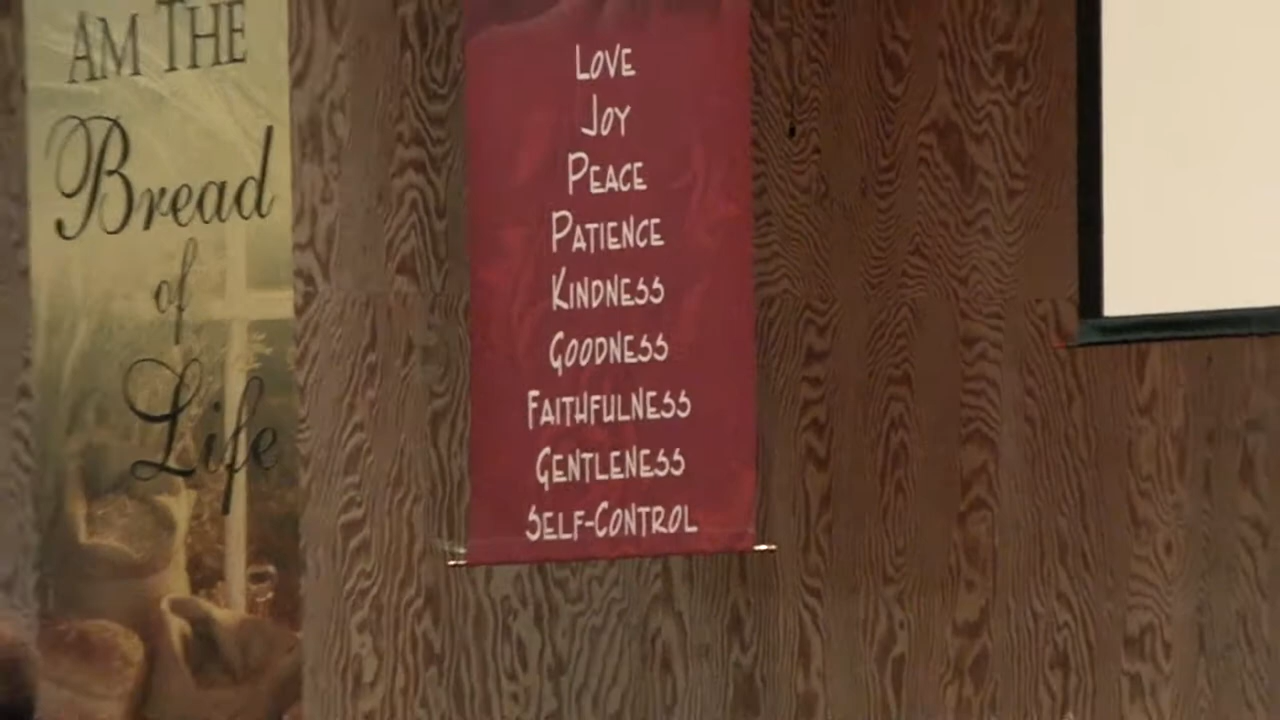 AM THE
Bread
of
Life
LOVE
JOY
PEACE
PATIENCE
KINDNESS
GOODNESS
FAITHFULNESS
GENTLENESS
SELF-CONTROL